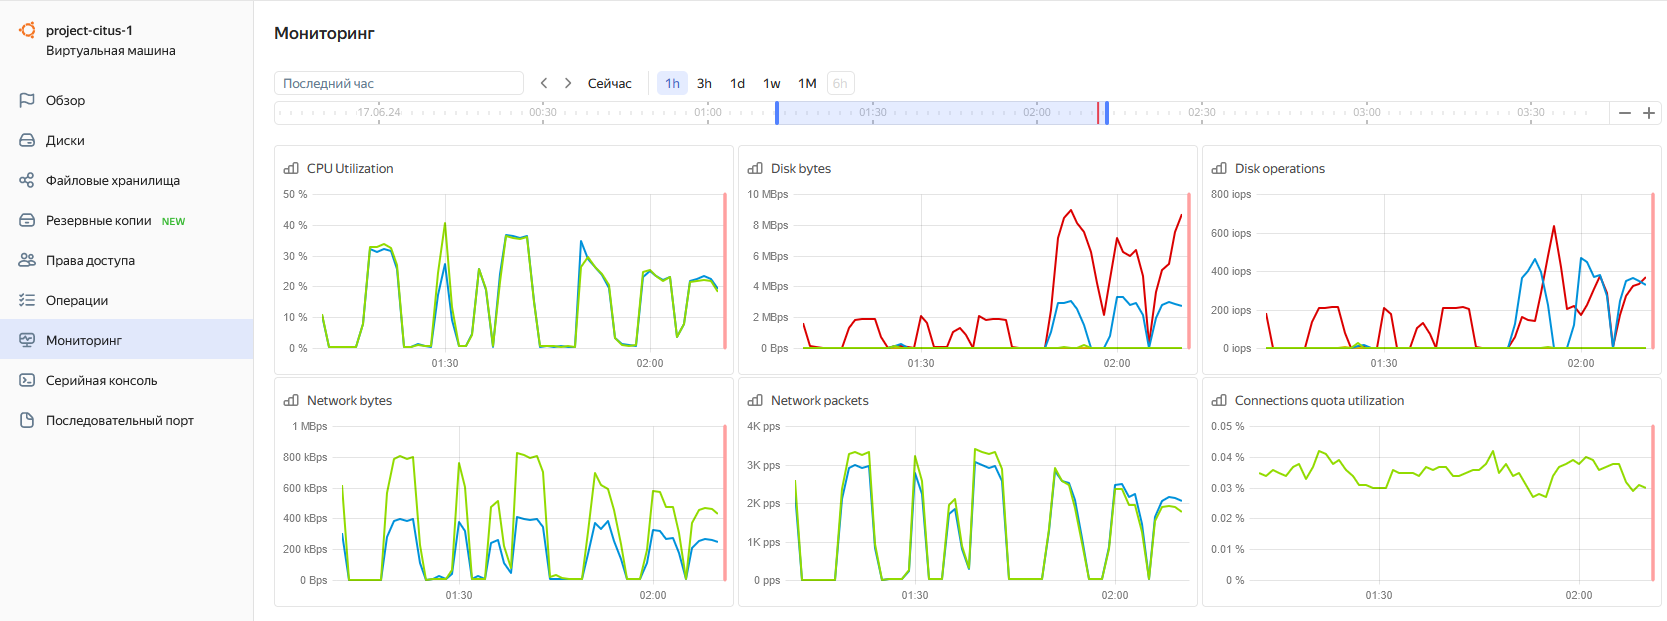 project-citus-1
Виртуальная машина
Обзор
Диски
Файловые хранилища
Резервные копии NEW
Права доступа
Операции
Мониторинг
Серийная консоль
Последовательный порт
Мониторинг
Последний час
Сейчас 1h 3h 1d 1w 1M 6h
17.06.24 00:30 01:00 01:30 02:00 02:30 03:00 03:30
CPU Utilization
50 %
40 %
30 %
20 %
10 %
0 %
01:30 02:00
Disk bytes
10 MBps
8 MBps
6 MBps
4 MBps
2 MBps
0 Bps
01:30 02:00
Disk operations
800 iops
600 iops
400 iops
200 iops
0 iops
01:30 02:00
Network bytes
1 MBps
800 kBps
600 kBps
400 kBps
200 kBps
0 Bps
01:30 02:00
Network packets
4K pps
3K pps
2K pps
1K pps
0 pps
01:30 02:00
Connections quota utilization
0.05 %
0.04 %
0.03 %
0.02 %
0.01 %
0 %
01:30 02:00